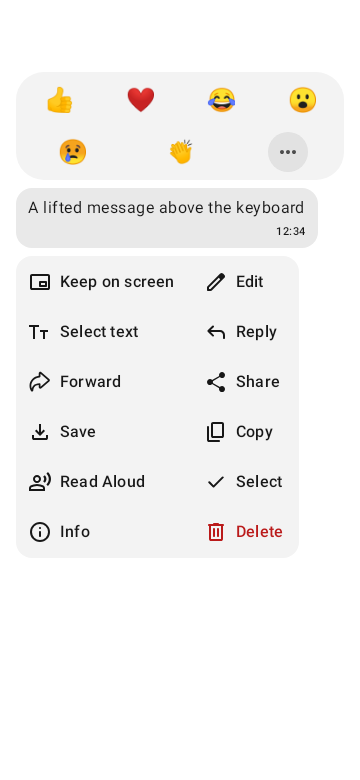 A lifted message above the keyboard
12:34
Keep on screen
Edit
Select text
Reply
Forward
Share
Save
Copy
Read Aloud
Select
Info
Delete